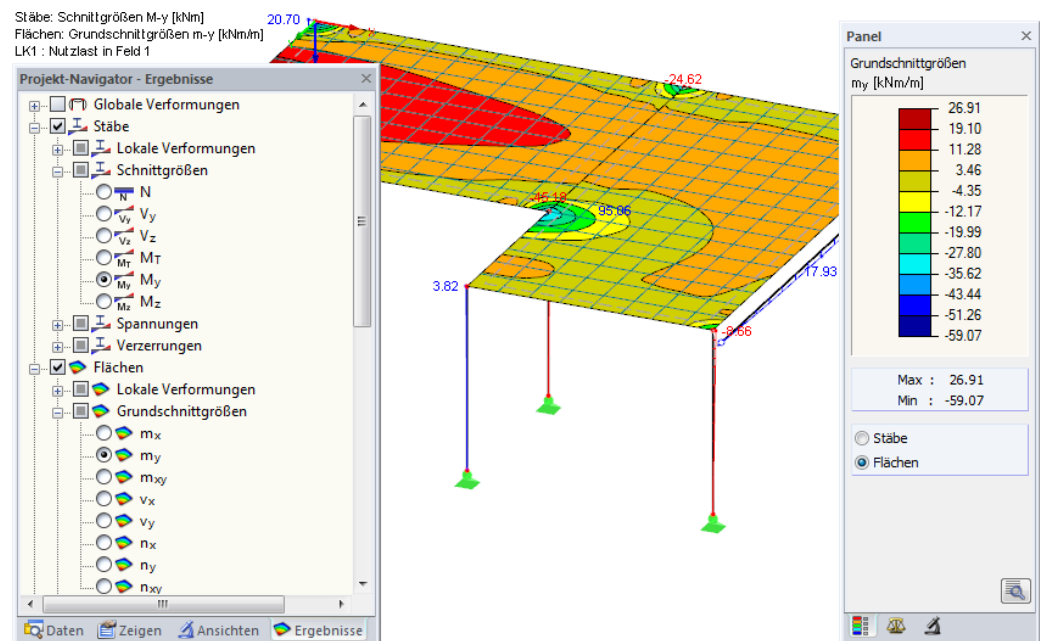 Stäbe: Schnittgrößen M-y [kNm]
Flächen: Grundschnittgrößen m-y [kNm/m]
LK1 : Nutzlast in Feld 1
Projekt-Navigator - Ergebnisse
Globale Verformungen
Stäbe
Lokale Verformungen
Schnittgrößen
N
Vy
Vz
MT
My
Mz
Spannungen
Verzerrungen
Flächen
Lokale Verformungen
Grundschnittgrößen
mx
my
mxy
vx
vy
nx
ny
nxy
Daten Zeigen Ansichten Ergebnisse
20.70
-24.62
95.06
17.93
3.82
-8.66
Panel
Grundschnittgrößen
my [kNm/m]
26.91
19.10
11.28
3.46
-4.35
-12.17
-19.99
-27.80
-35.62
-43.44
-51.26
-59.07
Max : 26.91
Min : -59.07
Stäbe
Flächen